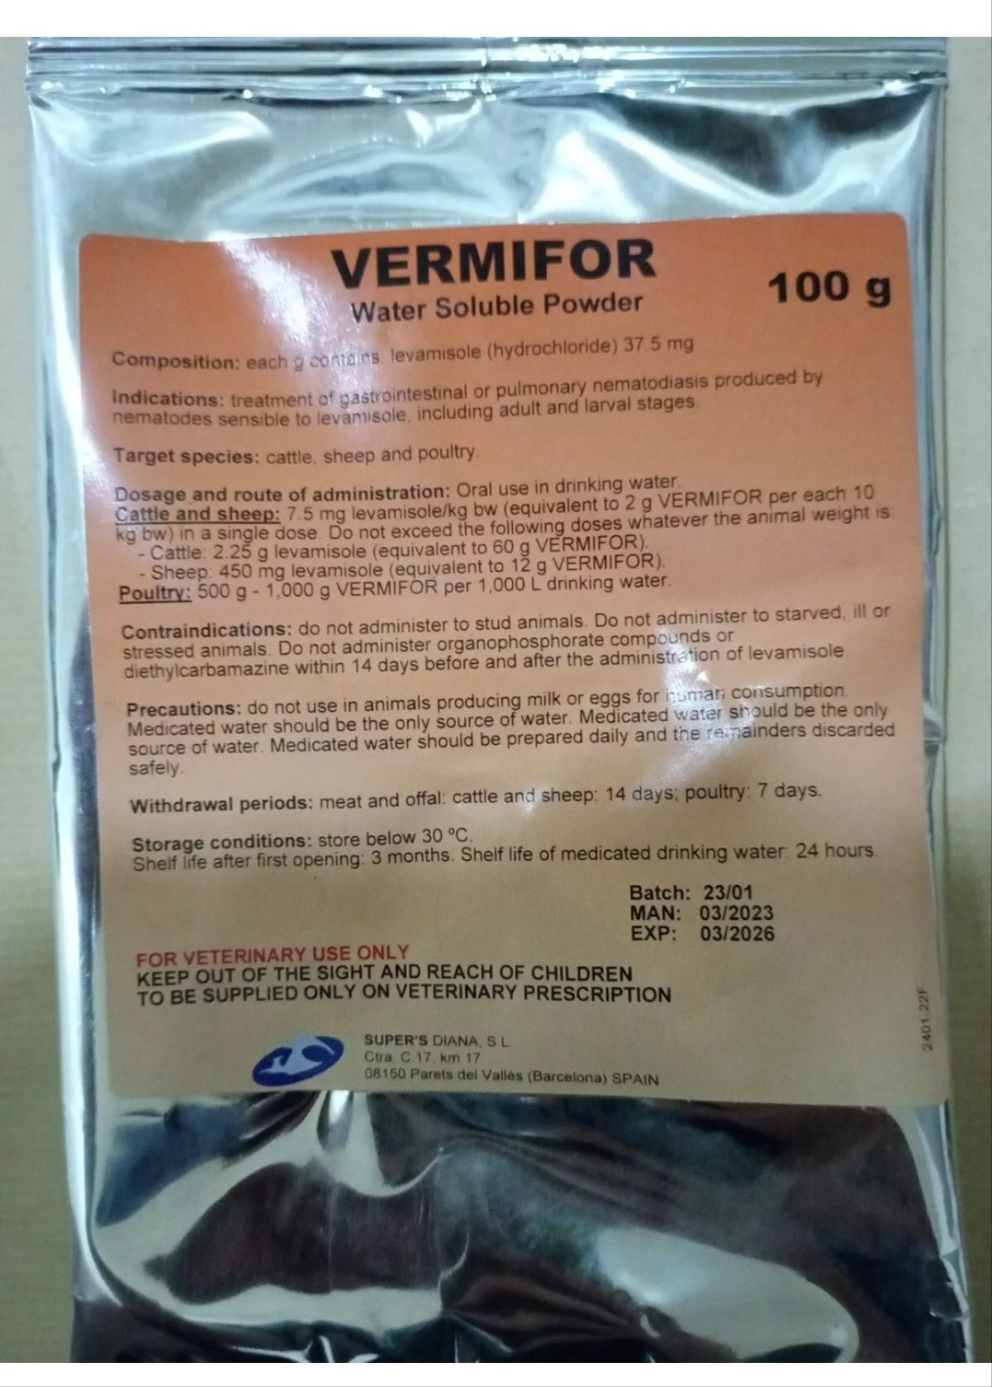 VERMIFOR
Water Soluble Powder
100 g
Composition: each g contains: levamisole (hydrochloride) 37.5 mg
Indications: treatment of gastrointestinal or pulmonary nematodiasis produced by
nematodes sensible to levamisole, including adult and larval stages.
Target species: cattle, sheep and poultry.
Dosage and route of administration: Oral use in drinking water.
Cattle and sheep: 7.5 mg levamisole/kg bw (equivalent to 2 g VERMIFOR per each 10
kg bw) in a single dose. Do not exceed the following doses whatever the animal weight is:
- Cattle: 2.25 g levamisole (equivalent to 60 g VERMIFOR).
- Sheep: 450 mg levamisole (equivalent to 12 g VERMIFOR).
Poultry: 500 g - 1,000 g VERMIFOR per 1,000 L drinking water.
Contraindications: do not administer to stud animals. Do not administer to starved, ill or
stressed animals. Do not administer organophosphorate compounds or
diethylcarbamazine within 14 days before and after the administration of levamisole.
Precautions: do not use in animals producing milk or eggs for human consumption.
Medicated water should be the only source of water. Medicated water should be the only
source of water. Medicated water should be prepared daily and the remainders discarded
safely.
Withdrawal periods: meat and offal: cattle and sheep: 14 days; poultry: 7 days.
Storage conditions: store below 30 ºC.
Shelf life after first opening: 3 months. Shelf life of medicated drinking water: 24 hours.
Batch: 23/01
MAN: 03/2023
EXP: 03/2026
FOR VETERINARY USE ONLY
KEEP OUT OF THE SIGHT AND REACH OF CHILDREN
TO BE SUPPLIED ONLY ON VETERINARY PRESCRIPTION
SUPER'S DIANA, S.L.
Ctra. C.17, km 17
08150 Parets del Vallès (Barcelona) SPAIN
2401.22F